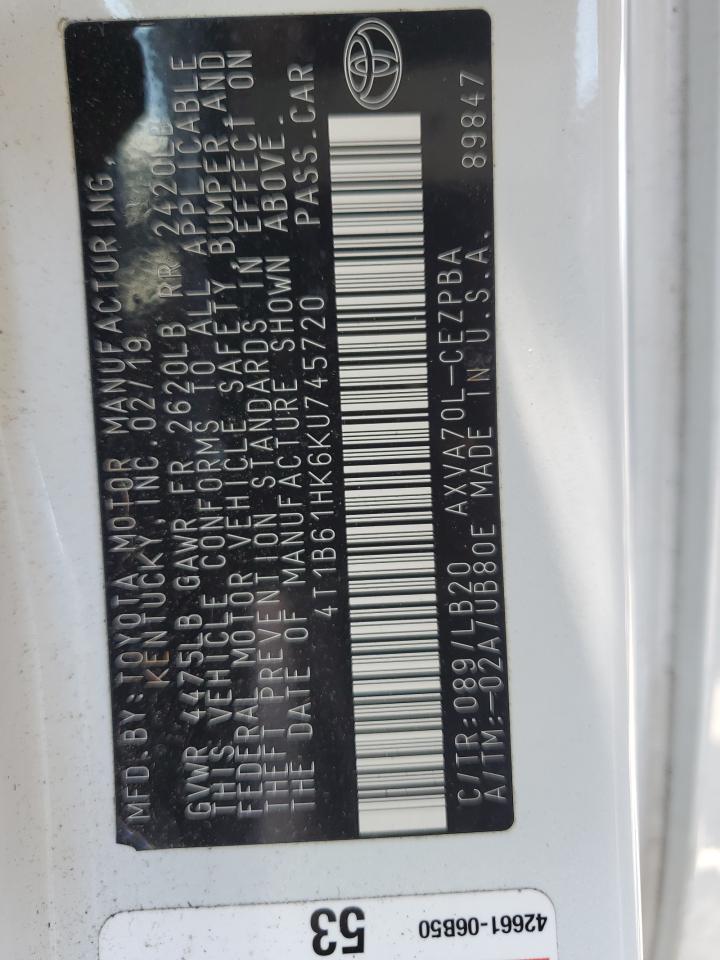 MFD.BY:TOYOTA MOTOR MANUFACTURING,
KENTUCKY, INC 02/19
GVWR 4475LB GAWR FR 2620LB RR 2420LB
THIS VEHICLE CONFORMS TO ALL APPLICABLE
FEDERAL MOTOR VEHICLE SAFETY, BUMPER, AND
THEFT PREVENTION STANDARDS IN EFFECT ON
THE DATE OF MANUFACTURE SHOWN ABOVE.
4T1B61HK6KU745720 PASS.CAR
C/TR:089/LB20 AXVA70L-CEZPBA 89847
A/TM:-02A/UB80E MADE IN U.S.A.
53
42661-06B50